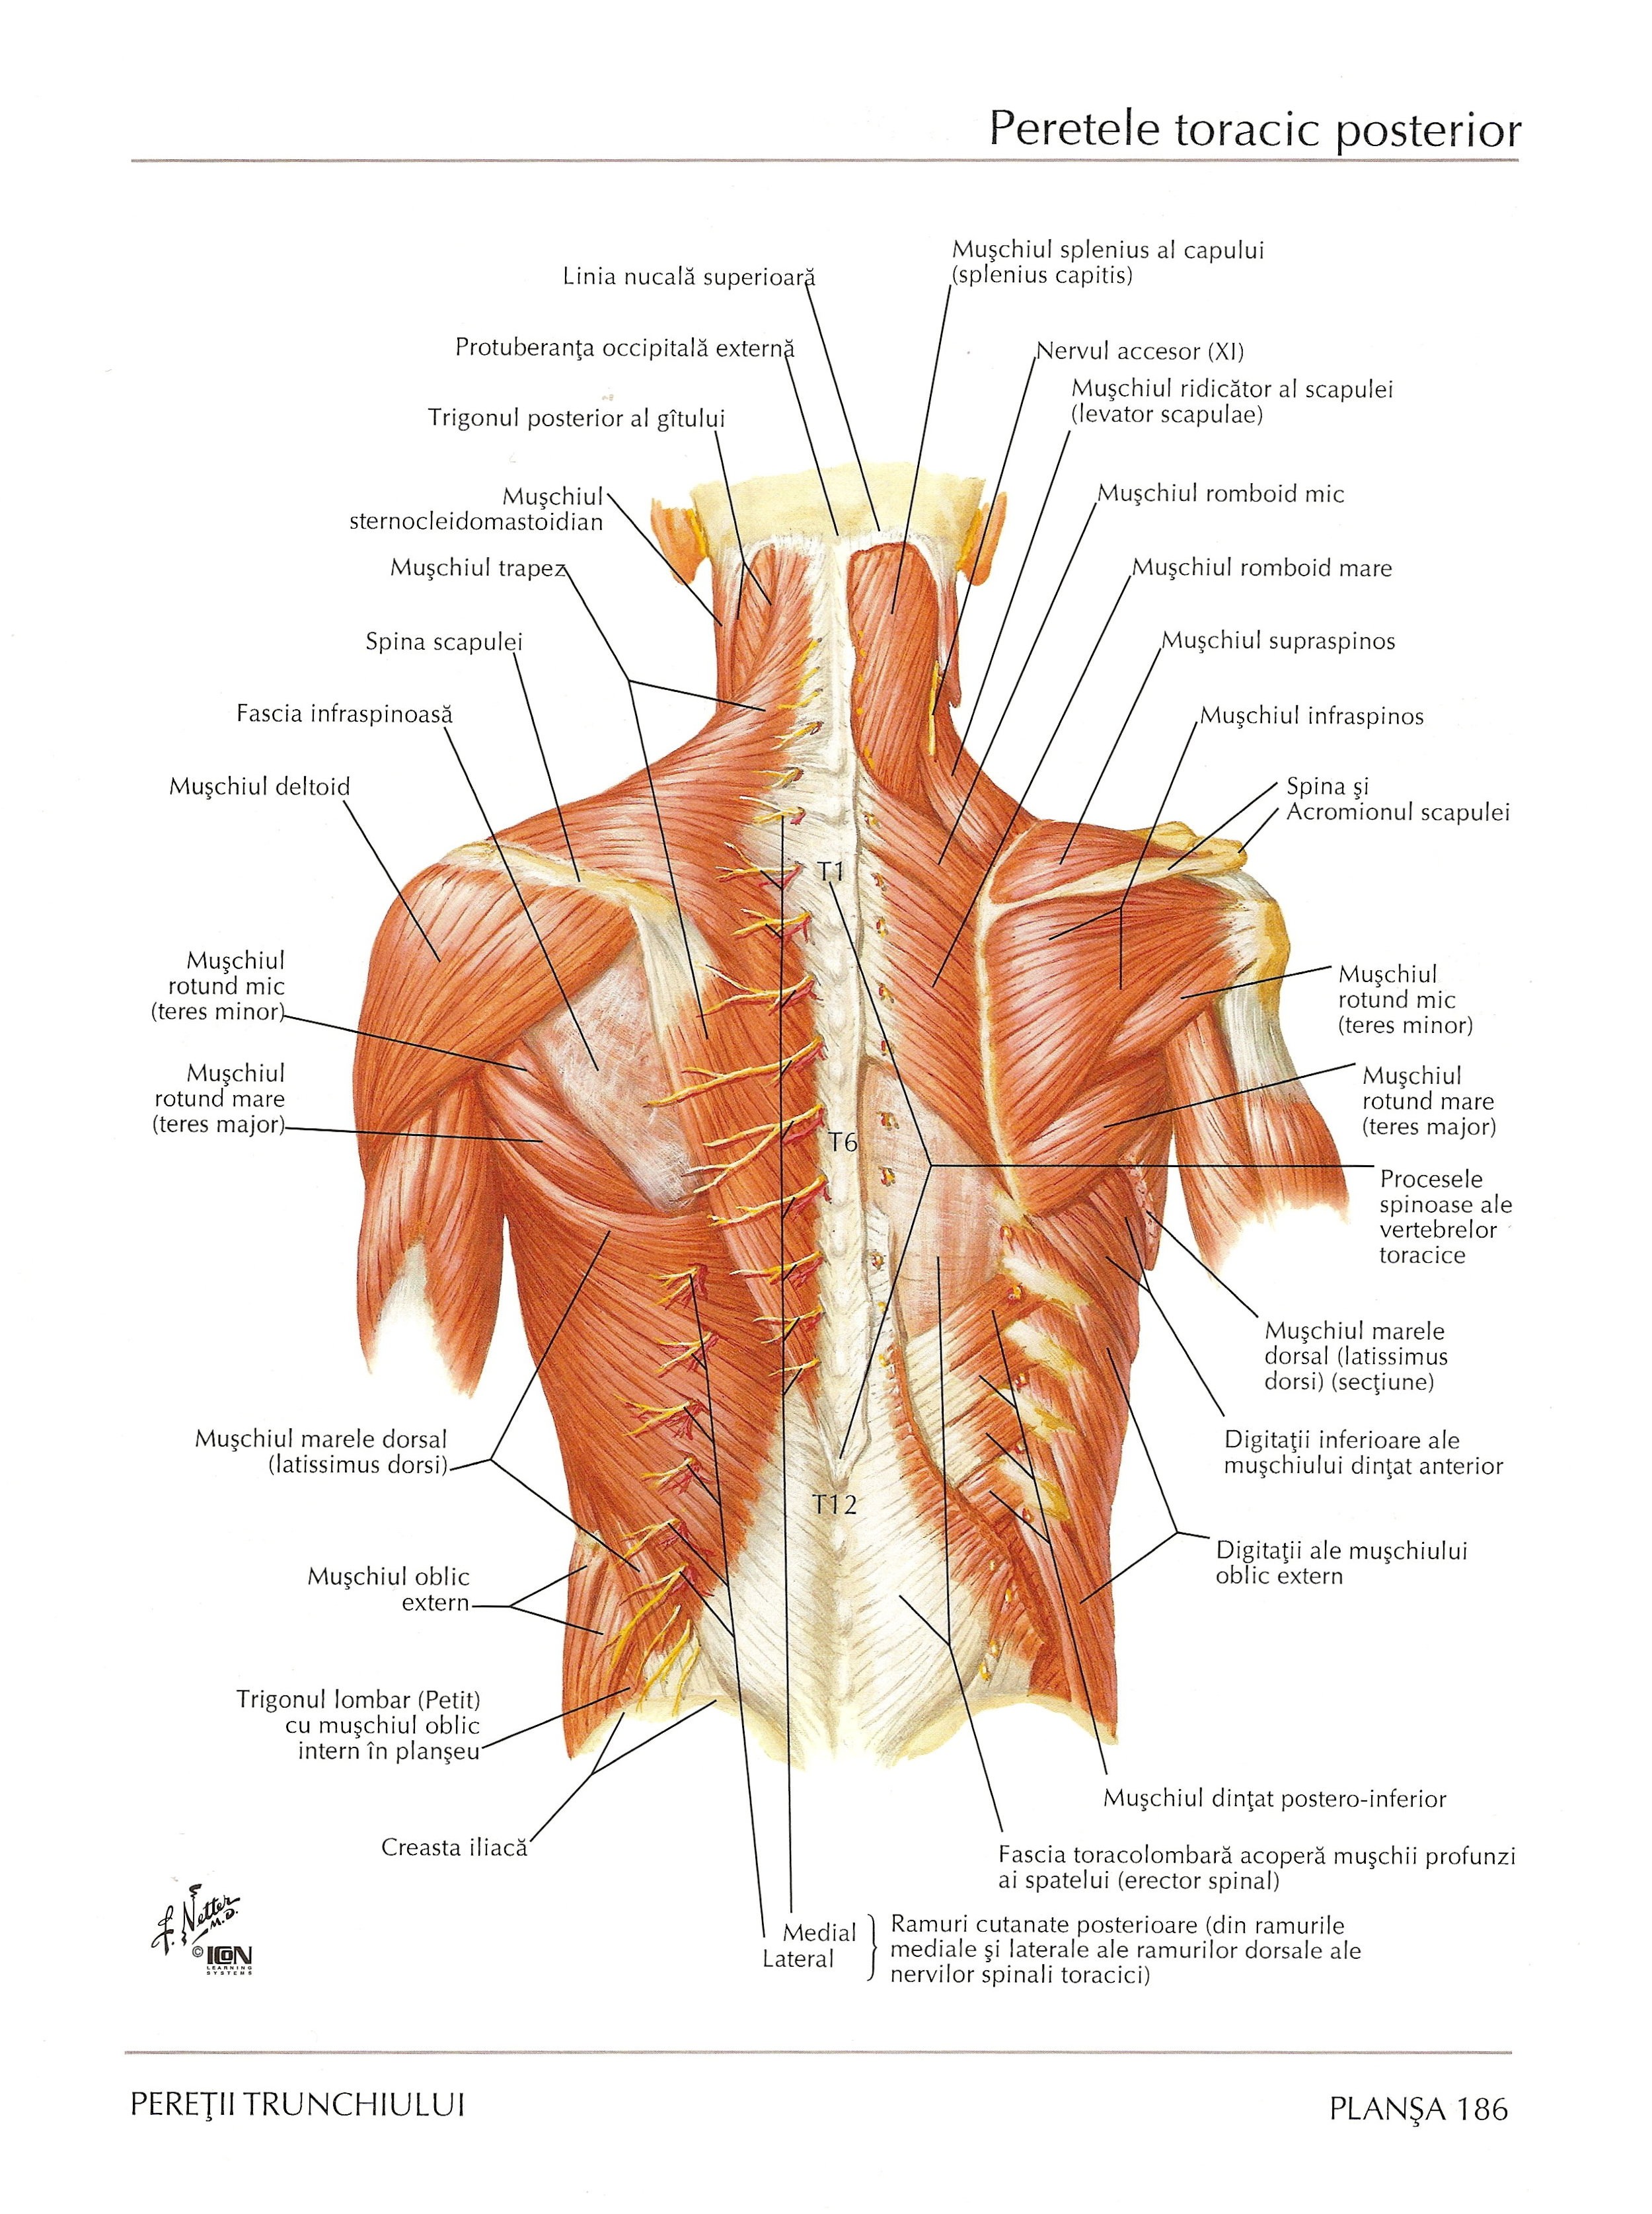 Peretele toracic posterior
Linia nucală superioară
Protuberanţa occipitală externă
Trigonul posterior al gîtului
Muşchiul
sternocleidomastoidian
Muşchiul trapez
Spina scapulei
Fascia infraspinoasă
Muşchiul deltoid
Muşchiul
rotund mic
(teres minor)
Muşchiul
rotund mare
(teres major)
Muşchiul marele dorsal
(latissimus dorsi)
Muşchiul oblic
extern
Trigonul lombar (Petit)
cu muşchiul oblic
intern în planşeu
Creasta iliacă
Muşchiul splenius al capului
(splenius capitis)
Nervul accesor (XI)
Muşchiul ridicător al scapulei
(levator scapulae)
Muşchiul romboid mic
Muşchiul romboid mare
Muşchiul supraspinos
Muşchiul infraspinos
Spina şi
Acromionul scapulei
Muşchiul
rotund mic
(teres minor)
Muşchiul
rotund mare
(teres major)
Procesele
spinoase ale
vertebrelor
toracice
Muşchiul marele
dorsal (latissimus
dorsi) (secţiune)
Digitaţii inferioare ale
muşchiului dinţat anterior
Digitaţii ale muşchiului
oblic extern
Muşchiul dinţat postero-inferior
Fascia toracolombară acoperă muşchii profunzi
ai spatelui (erector spinal)
T1
T6
T12
Medial
Lateral
Ramuri cutanate posterioare (din ramurile
mediale şi laterale ale ramurilor dorsale ale
nervilor spinali toracici)
F. Netter
M.D.
© ICON
LEARNING
SYSTEMS
PEREŢII TRUNCHIULUI
PLANŞA 186